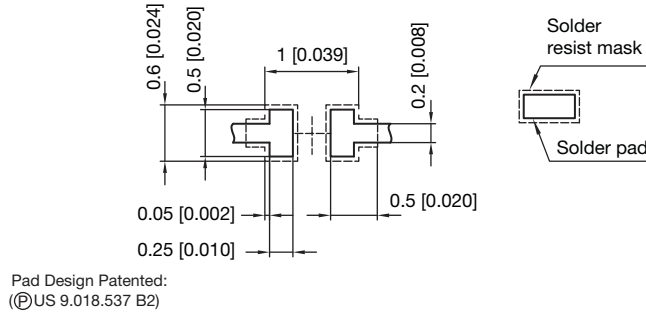 0.6 [0.024]
0.5 [0.020]
1 [0.039]
0.2 [0.008]
Solder
resist mask
Solder pad
0.05 [0.002]
0.5 [0.020]
0.25 [0.010]
Pad Design Patented:
(ⓅUS 9.018.537 B2)